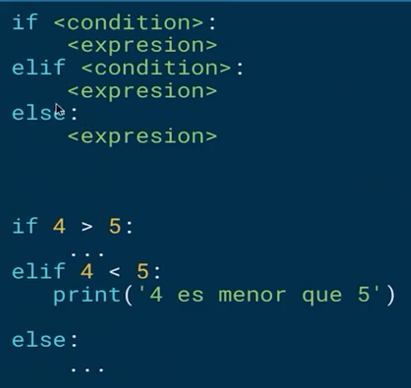 if <condition>:
    <expresion>
elif <condition>:
    <expresion>
else:
    <expresion>
if 4 > 5:
    ...
elif 4 < 5:
   print('4 es menor que 5')
else:
    ...